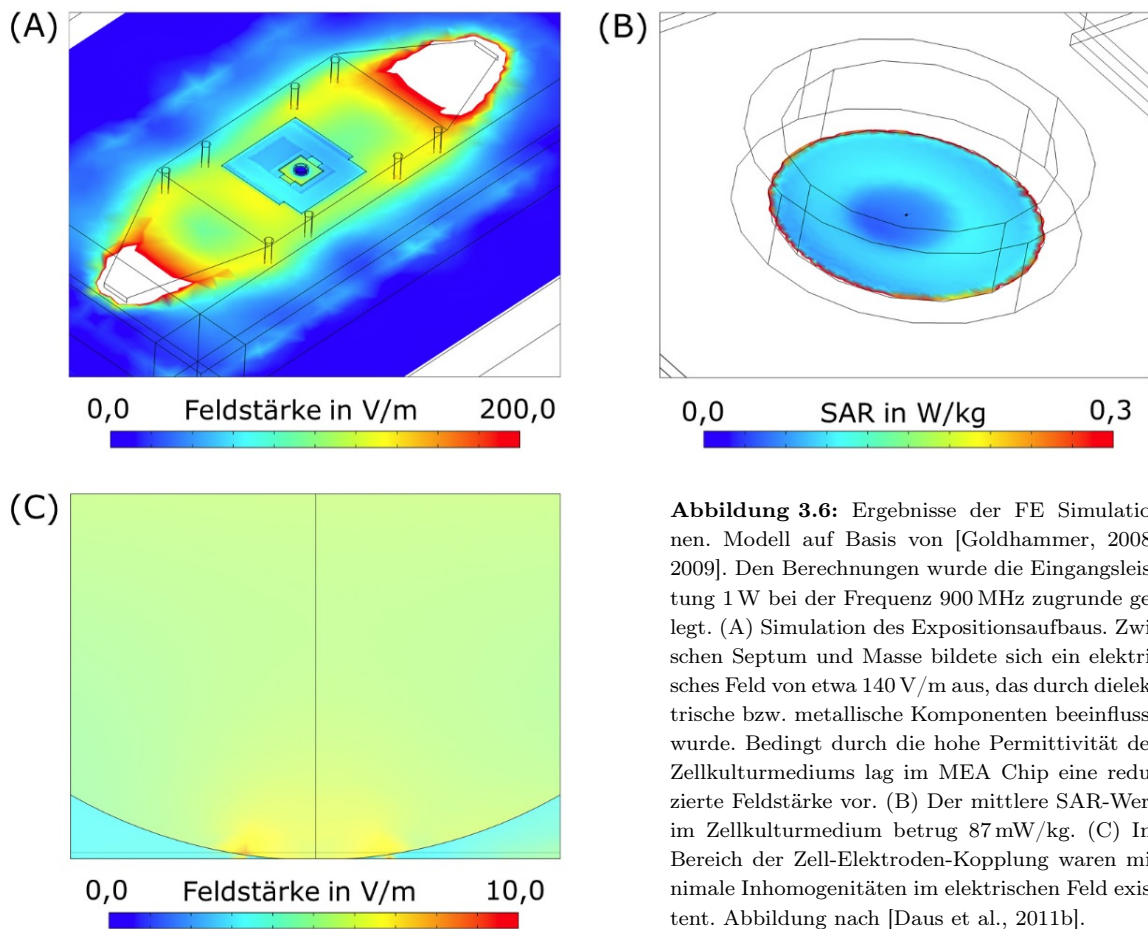 (A)
(B)
0,0 Feldstärke in V/m 200,0
0,0 SAR in W/kg 0,3
(C)
0,0 Feldstärke in V/m 10,0
Abbildung 3.6: Ergebnisse der FE Simulatio
nen. Modell auf Basis von [Goldhammer, 2008
2009]. Den Berechnungen wurde die Eingangsleis
tung 1 W bei der Frequenz 900 MHz zugrunde ge
legt. (A) Simulation des Expositionsaufbaus. Zwi
schen Septum und Masse bildete sich ein elektri
sches Feld von etwa 140 V/m aus, das durch dielek
trische bzw. metallische Komponenten beeinfluss
wurde. Bedingt durch die hohe Permittivität de
Zellkulturmediums lag im MEA Chip eine redu
zierte Feldstärke vor. (B) Der mittlere SAR-Wer
im Zellkulturmedium betrug 87 mW/kg. (C) In
Bereich der Zell-Elektroden-Kopplung waren mi
nimale Inhomogenitäten im elektrischen Feld exis
tent. Abbildung nach [Daus et al., 2011b].